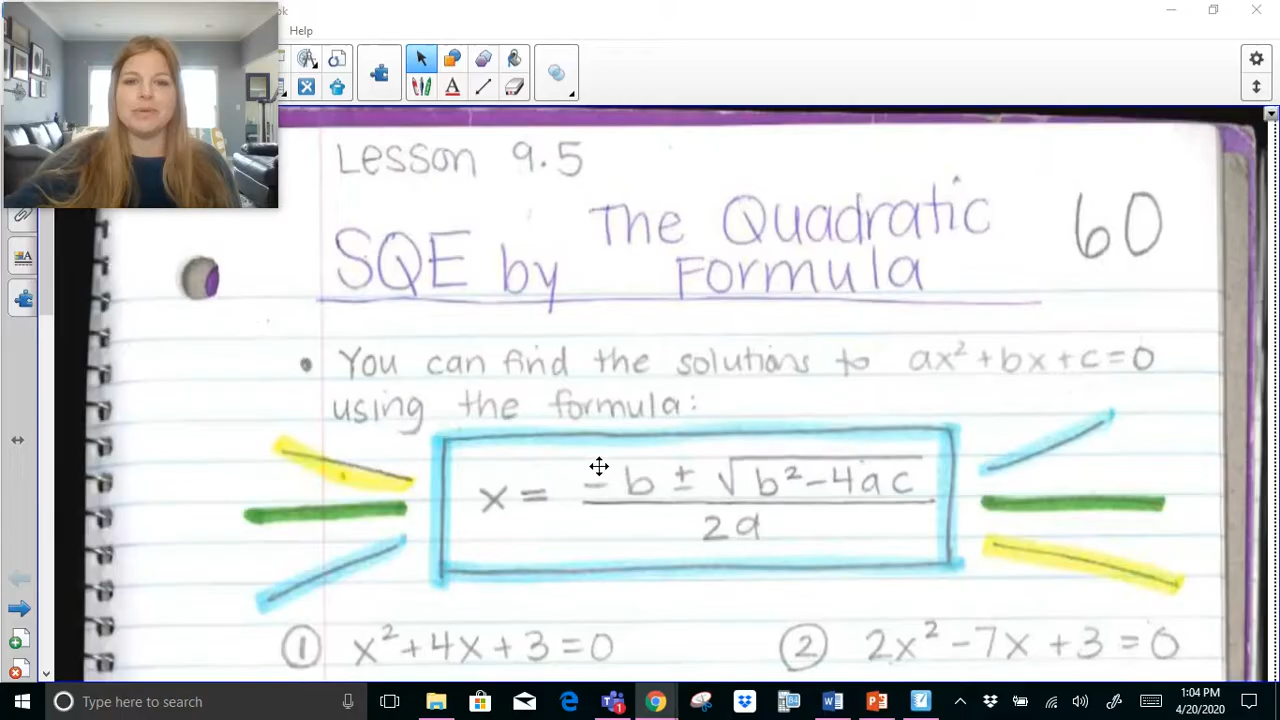 ok
Help
Lesson 9.5
SQE by The Quadratic Formula
60
• You can find the solutions to ax²+bx+c=0
using the formula:
x = -b ± √b²-4ac
2a
① x²+4x+3=0
② 2x²-7x+3=0
Type here to search
1:04 PM
4/20/2020